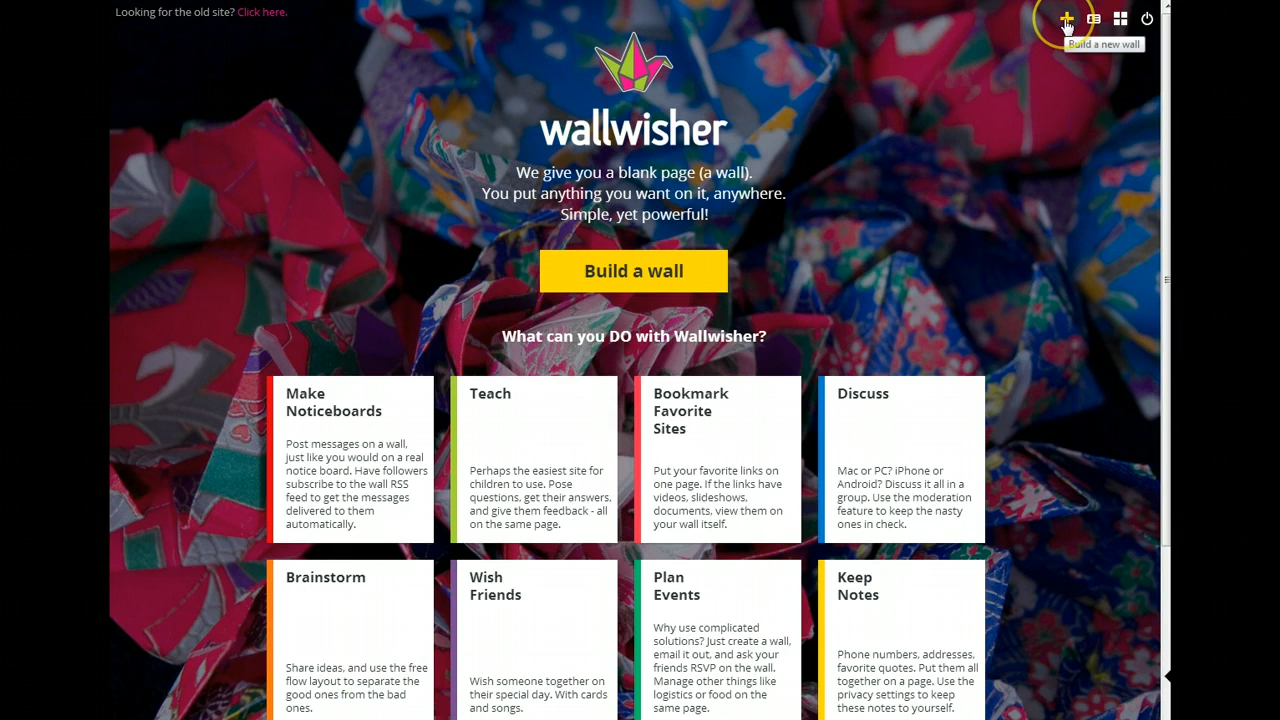 Looking for the old site? Click here.
Build a new wall
wallwisher
We give you a blank page (a wall).
You put anything you want on it, anywhere.
Simple, yet powerful!
Build a wall
What can you DO with Wallwisher?
Make
Noticeboards
Post messages on a wall,
just like you would on a real
notice board. Have followers
subscribe to the wall RSS
feed to get the messages
delivered to them
automatically.
Teach
Perhaps the easiest site for
children to use. Pose
questions, get their answers,
and give them feedback - all
on the same page.
Bookmark
Favorite
Sites
Put your favorite links on
one page. If the links have
videos, slideshows,
documents, view them on
your wall itself.
Discuss
Mac or PC? iPhone or
Android? Discuss it all in a
group. Use the moderation
feature to keep the nasty
ones in check.
Brainstorm
Share ideas, and use the free
flow layout to separate the
good ones from the bad
ones.
Wish
Friends
Wish someone together on
their special day. With cards
and songs.
Plan
Events
Why use complicated
solutions? Just create a wall,
email it out, and ask your
friends RSVP on the wall.
Manage other things like
logistics or food on the
same page.
Keep
Notes
Phone numbers, addresses,
favorite quotes. Put them all
together on a page. Use the
privacy settings to keep
these notes to yourself.